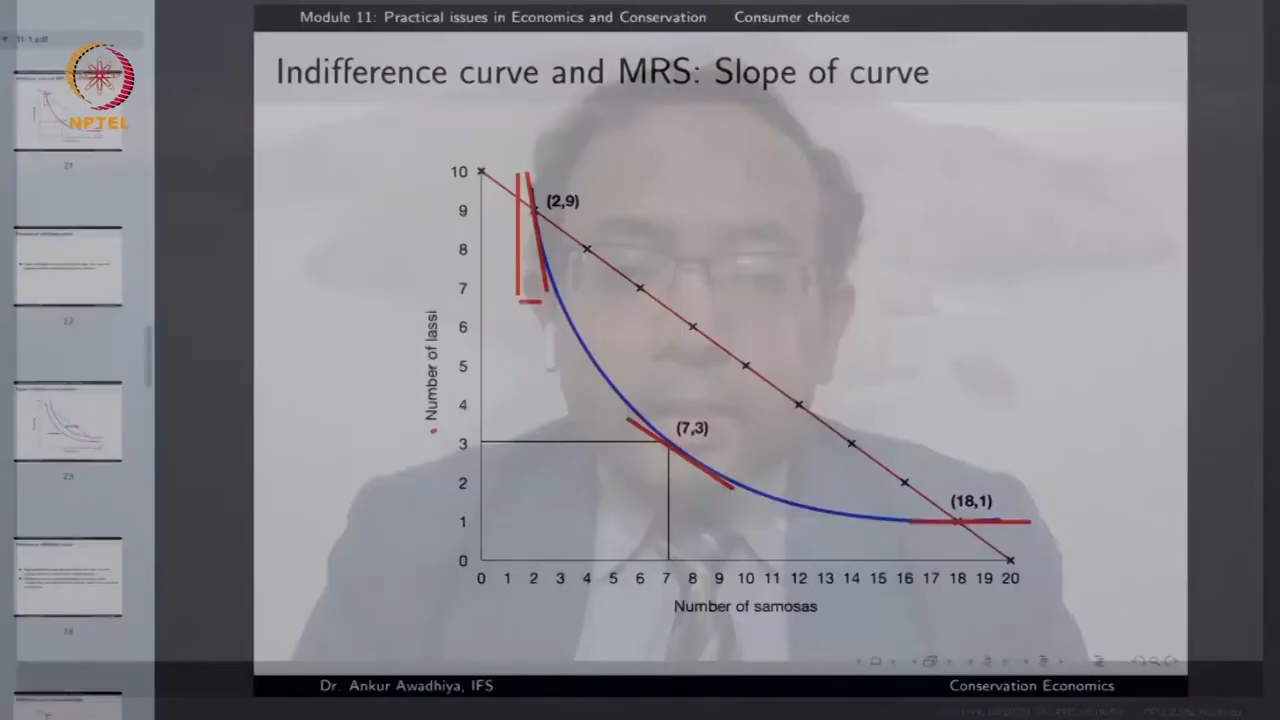 Module 11: Practical issues in Economics and Conservation Consumer choice
11-1.pdf
NPTEL
Indifference curve and MRS: Slope of curve
21
22
23
10
9
8
7
6
5
4
3
2
1
0
(2,9)
(7,3)
(18,1)
Number of lassi
0 1 2 3 4 5 6 7 8 9 10 11 12 13 14 15 16 17 18 19 20
Number of samosas
Dr. Ankur Awadhiya, IFS Conservation Economics